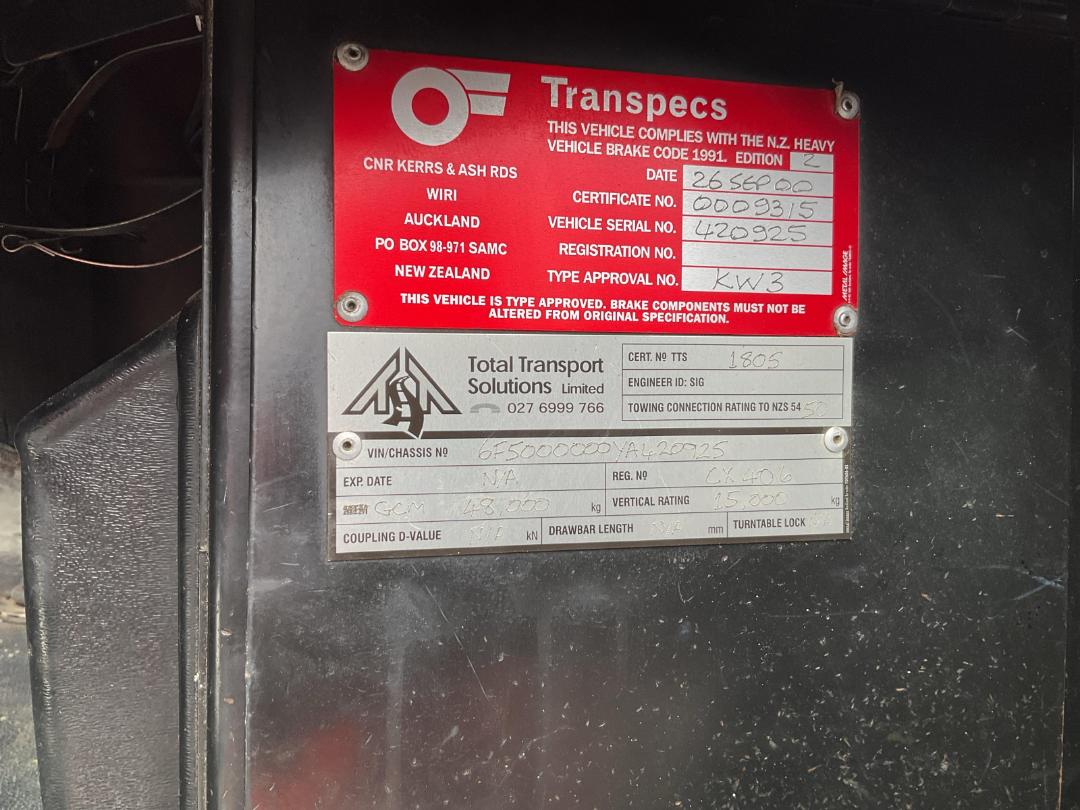 Transpecs
THIS VEHICLE COMPLIES WITH THE N.Z. HEAVY
VEHICLE BRAKE CODE 1991. EDITION 2
CNR KERRS & ASH RDS
WIRI
AUCKLAND
PO BOX 98-971 SAMC
NEW ZEALAND
DATE 26 SEP 00
CERTIFICATE NO. 0009315
VEHICLE SERIAL NO. 420925
REGISTRATION NO.
TYPE APPROVAL NO. KW3
THIS VEHICLE IS TYPE APPROVED. BRAKE COMPONENTS MUST NOT BE
ALTERED FROM ORIGINAL SPECIFICATION.
METAL IMAGE
Total Transport
Solutions Limited
027 6999 766
CERT. Nº TTS 1805
ENGINEER ID: SIG
TOWING CONNECTION RATING TO NZS 54 50
VIN/CHASSIS Nº 6F5000000YA420925
EXP. DATE N/A REG. Nº CX406
GCM 48,000 kg VERTICAL RATING 15,000 kg
COUPLING D-VALUE N/A kN DRAWBAR LENGTH N/A mm TURNTABLE LOCK